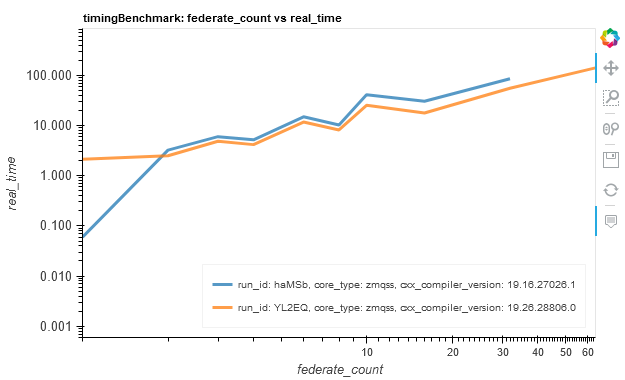 timingBenchmark: federate_count vs real_time
100.000
10.000
1.000
0.100
0.010
0.001
real_time
run_id: haMSb, core_type: zmqss, cxx_compiler_version: 19.16.27026.1
run_id: YL2EQ, core_type: zmqss, cxx_compiler_version: 19.26.28806.0
10 20 30 40 50 60
federate_count